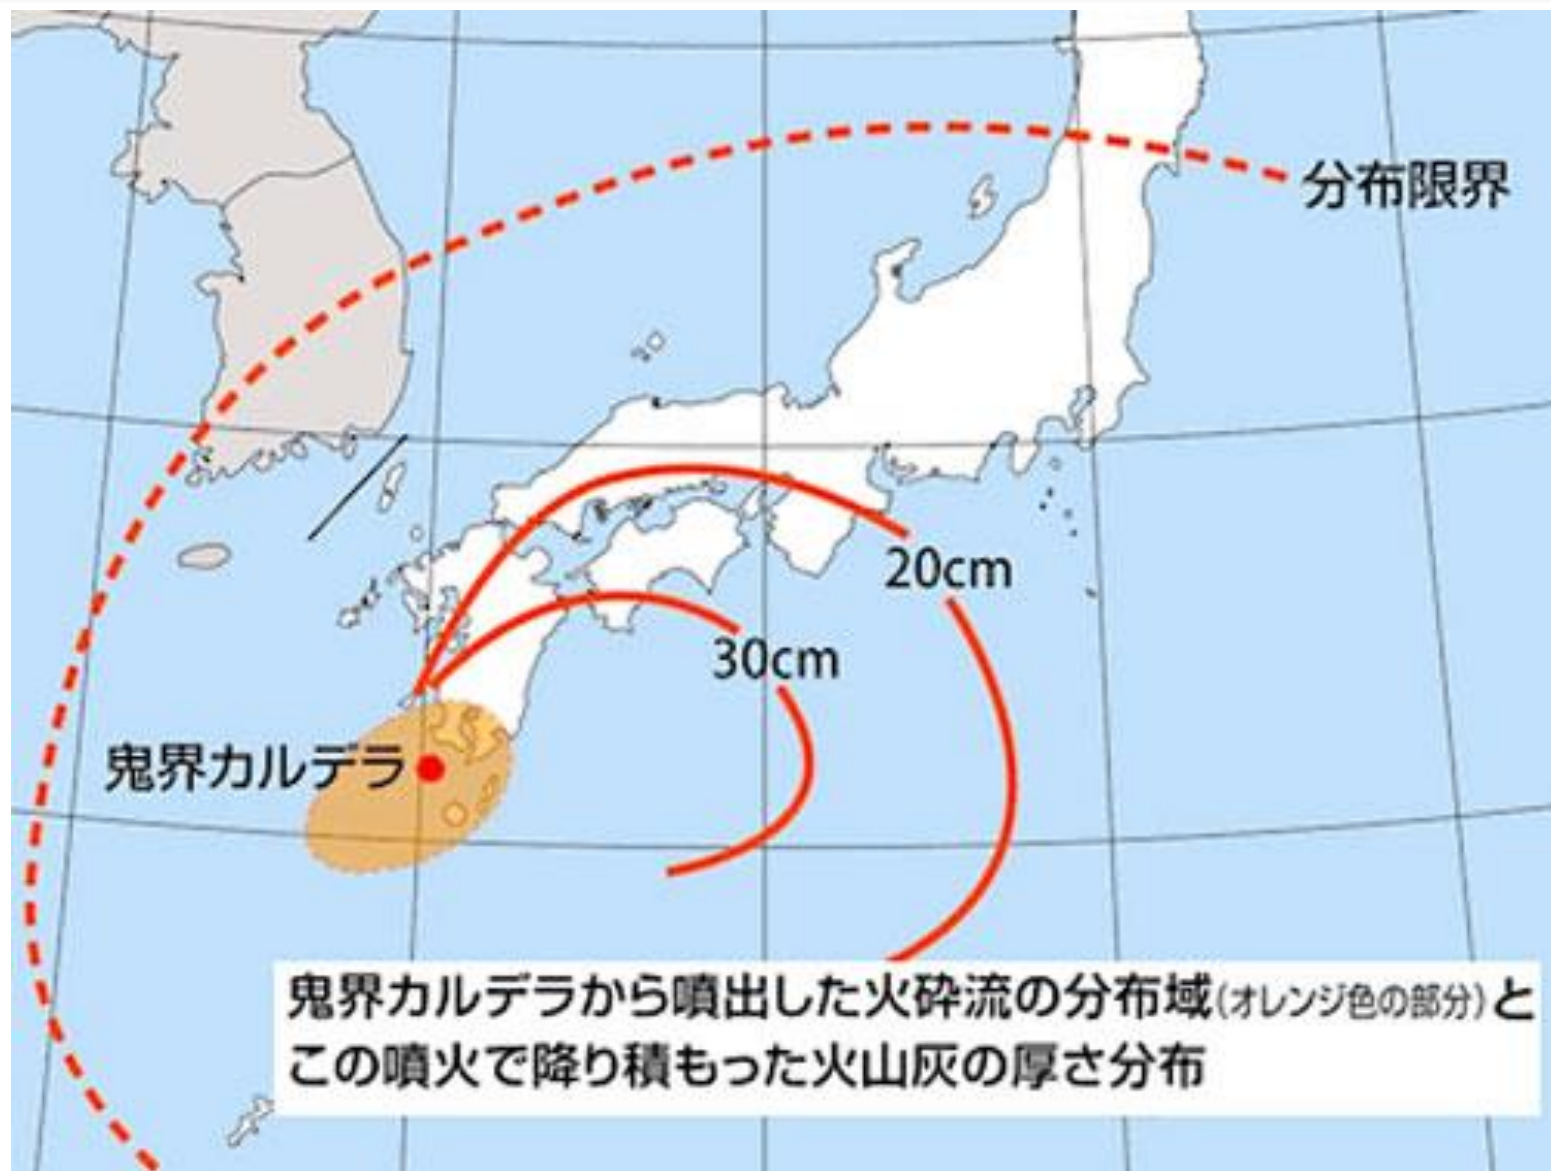 分布限界
20cm
30cm
鬼界カルデラ
鬼界カルデラから噴出した火砕流の分布域(オレンジ色の部分)と
この噴火で降り積もった火山灰の厚さ分布